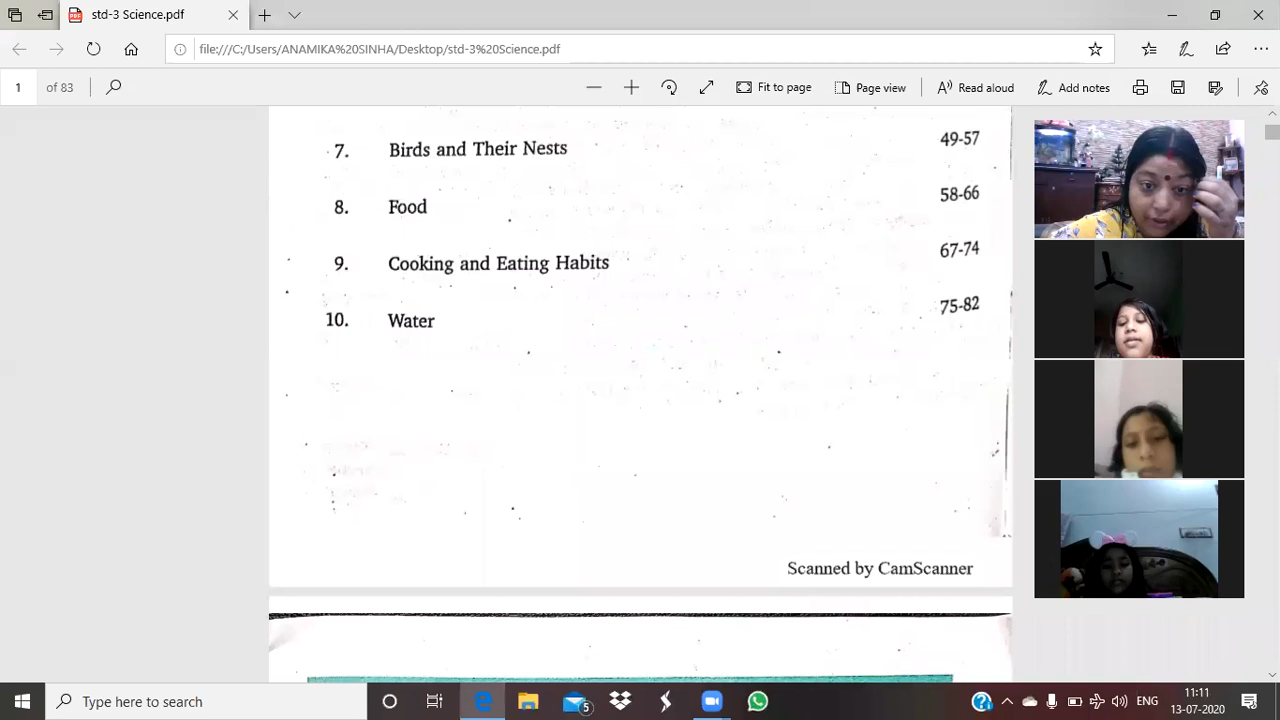 std-3 Science.pdf
file:///C:/Users/ANAMIKA%20SINHA/Desktop/std-3%20Science.pdf
1 of 83
Fit to page
Page view
Read aloud
Add notes
7. Birds and Their Nests 49-57
8. Food 58-66
9. Cooking and Eating Habits 67-74
10. Water 75-82
Scanned by CamScanner
Type here to search
5
ENG
11:11
13-07-2020